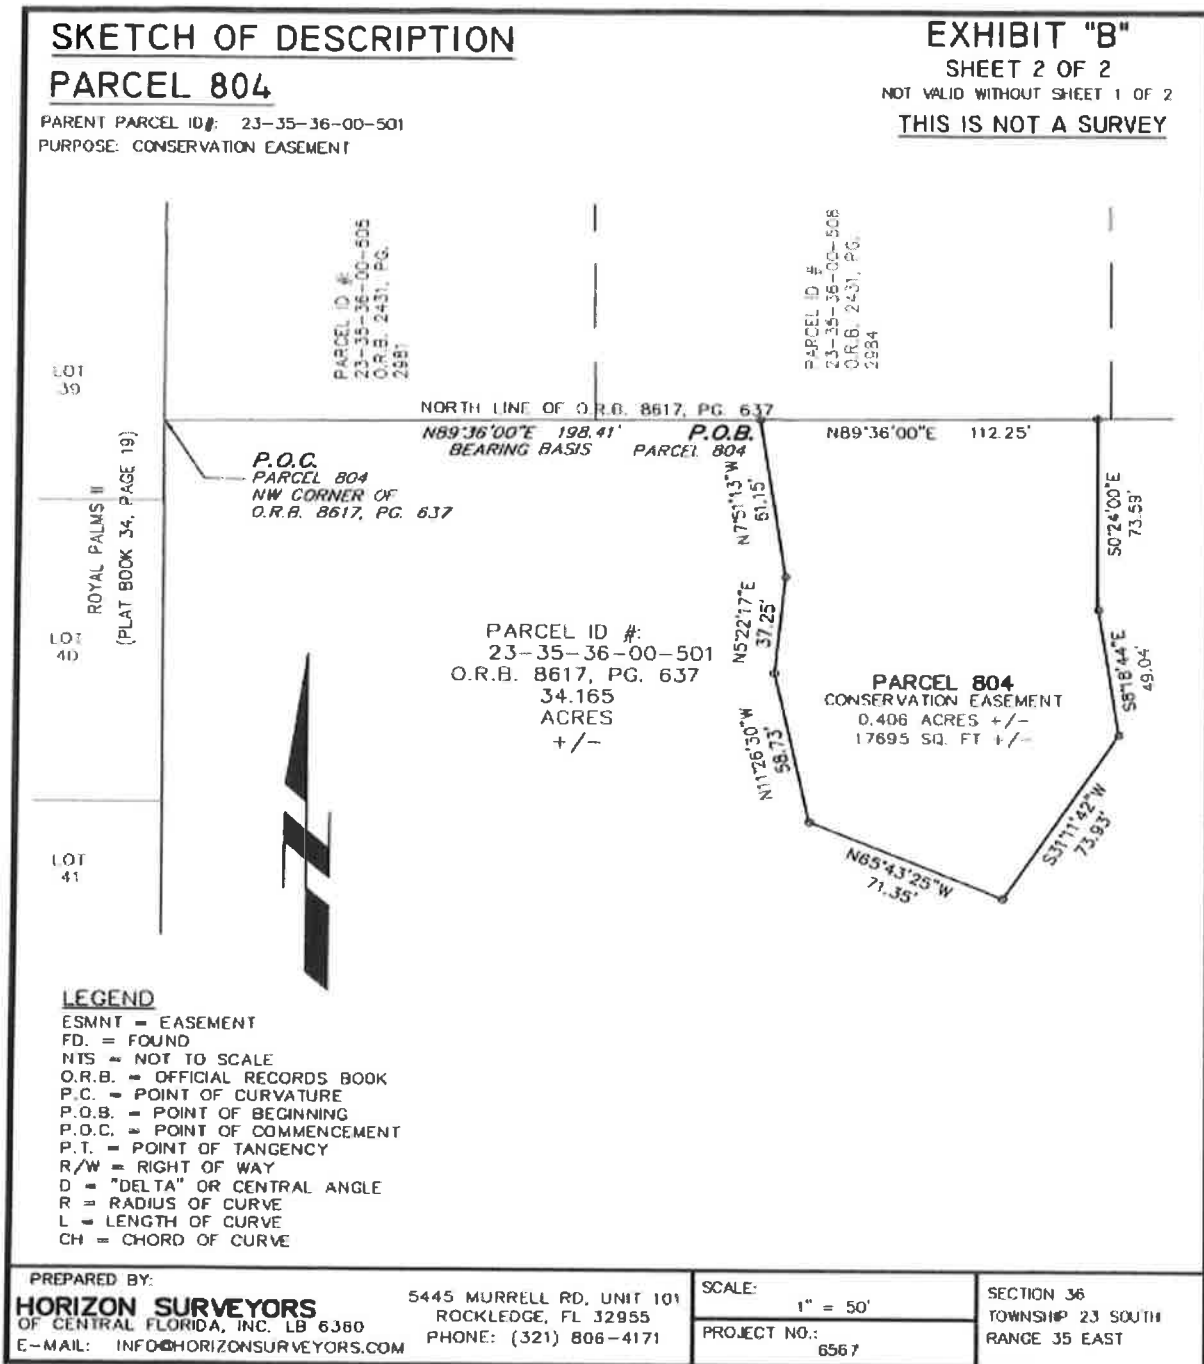 SKETCH OF DESCRIPTION
PARCEL 804
PARENT PARCEL ID#: 23-35-36-00-501
PURPOSE: CONSERVATION EASEMENT
EXHIBIT "B"
SHEET 2 OF 2
NOT VALID WITHOUT SHEET 1 OF 2
THIS IS NOT A SURVEY
PARCEL ID #:
23-35-36-00-505
O.R.B. 2431, PG.
2981
PARCEL ID #
23-35-36-00-506
O.R.B. 2431, PG.
2984
LOT
39
NORTH LINE OF O.R.B. 8617, PG. 637
N89°36'00"E 198.41'
BEARING BASIS
P.O.B.
PARCEL 804
N89°36'00"E 112.25'
P.O.C.
PARCEL 804
NW CORNER OF
O.R.B. 8617, PG. 637
ROYAL PALMS II
(PLAT BOOK 34, PAGE 19)
N7°51'13"W
61.15'
S0°24'00"E
73.59'
LOT
40
N5°22'17"E
37.25'
PARCEL ID #:
23-35-36-00-501
O.R.B. 8617, PG. 637
34.165
ACRES
+/-
PARCEL 804
CONSERVATION EASEMENT
0.406 ACRES +/-
17695 SQ. FT +/-
S8°18'44"E
49.04'
N11°26'30"W
58.73'
S31°11'42"W
73.93'
N65°43'25"W
71.35'
LOT
41
LEGEND
ESMNT = EASEMENT
FD. = FOUND
NTS = NOT TO SCALE
O.R.B. = OFFICIAL RECORDS BOOK
P.C. = POINT OF CURVATURE
P.O.B. = POINT OF BEGINNING
P.O.C. = POINT OF COMMENCEMENT
P.T. = POINT OF TANGENCY
R/W = RIGHT OF WAY
D = "DELTA" OR CENTRAL ANGLE
R = RADIUS OF CURVE
L = LENGTH OF CURVE
CH = CHORD OF CURVE
PREPARED BY:
HORIZON SURVEYORS
OF CENTRAL FLORIDA, INC. LB 6360
E-MAIL: INFO@HORIZONSURVEYORS.COM
5445 MURRELL RD, UNIT 101
ROCKLEDGE, FL 32955
PHONE: (321) 806-4171
SCALE:
1" = 50'
PROJECT NO.:
6567
SECTION 36
TOWNSHIP 23 SOUTH
RANGE 35 EAST